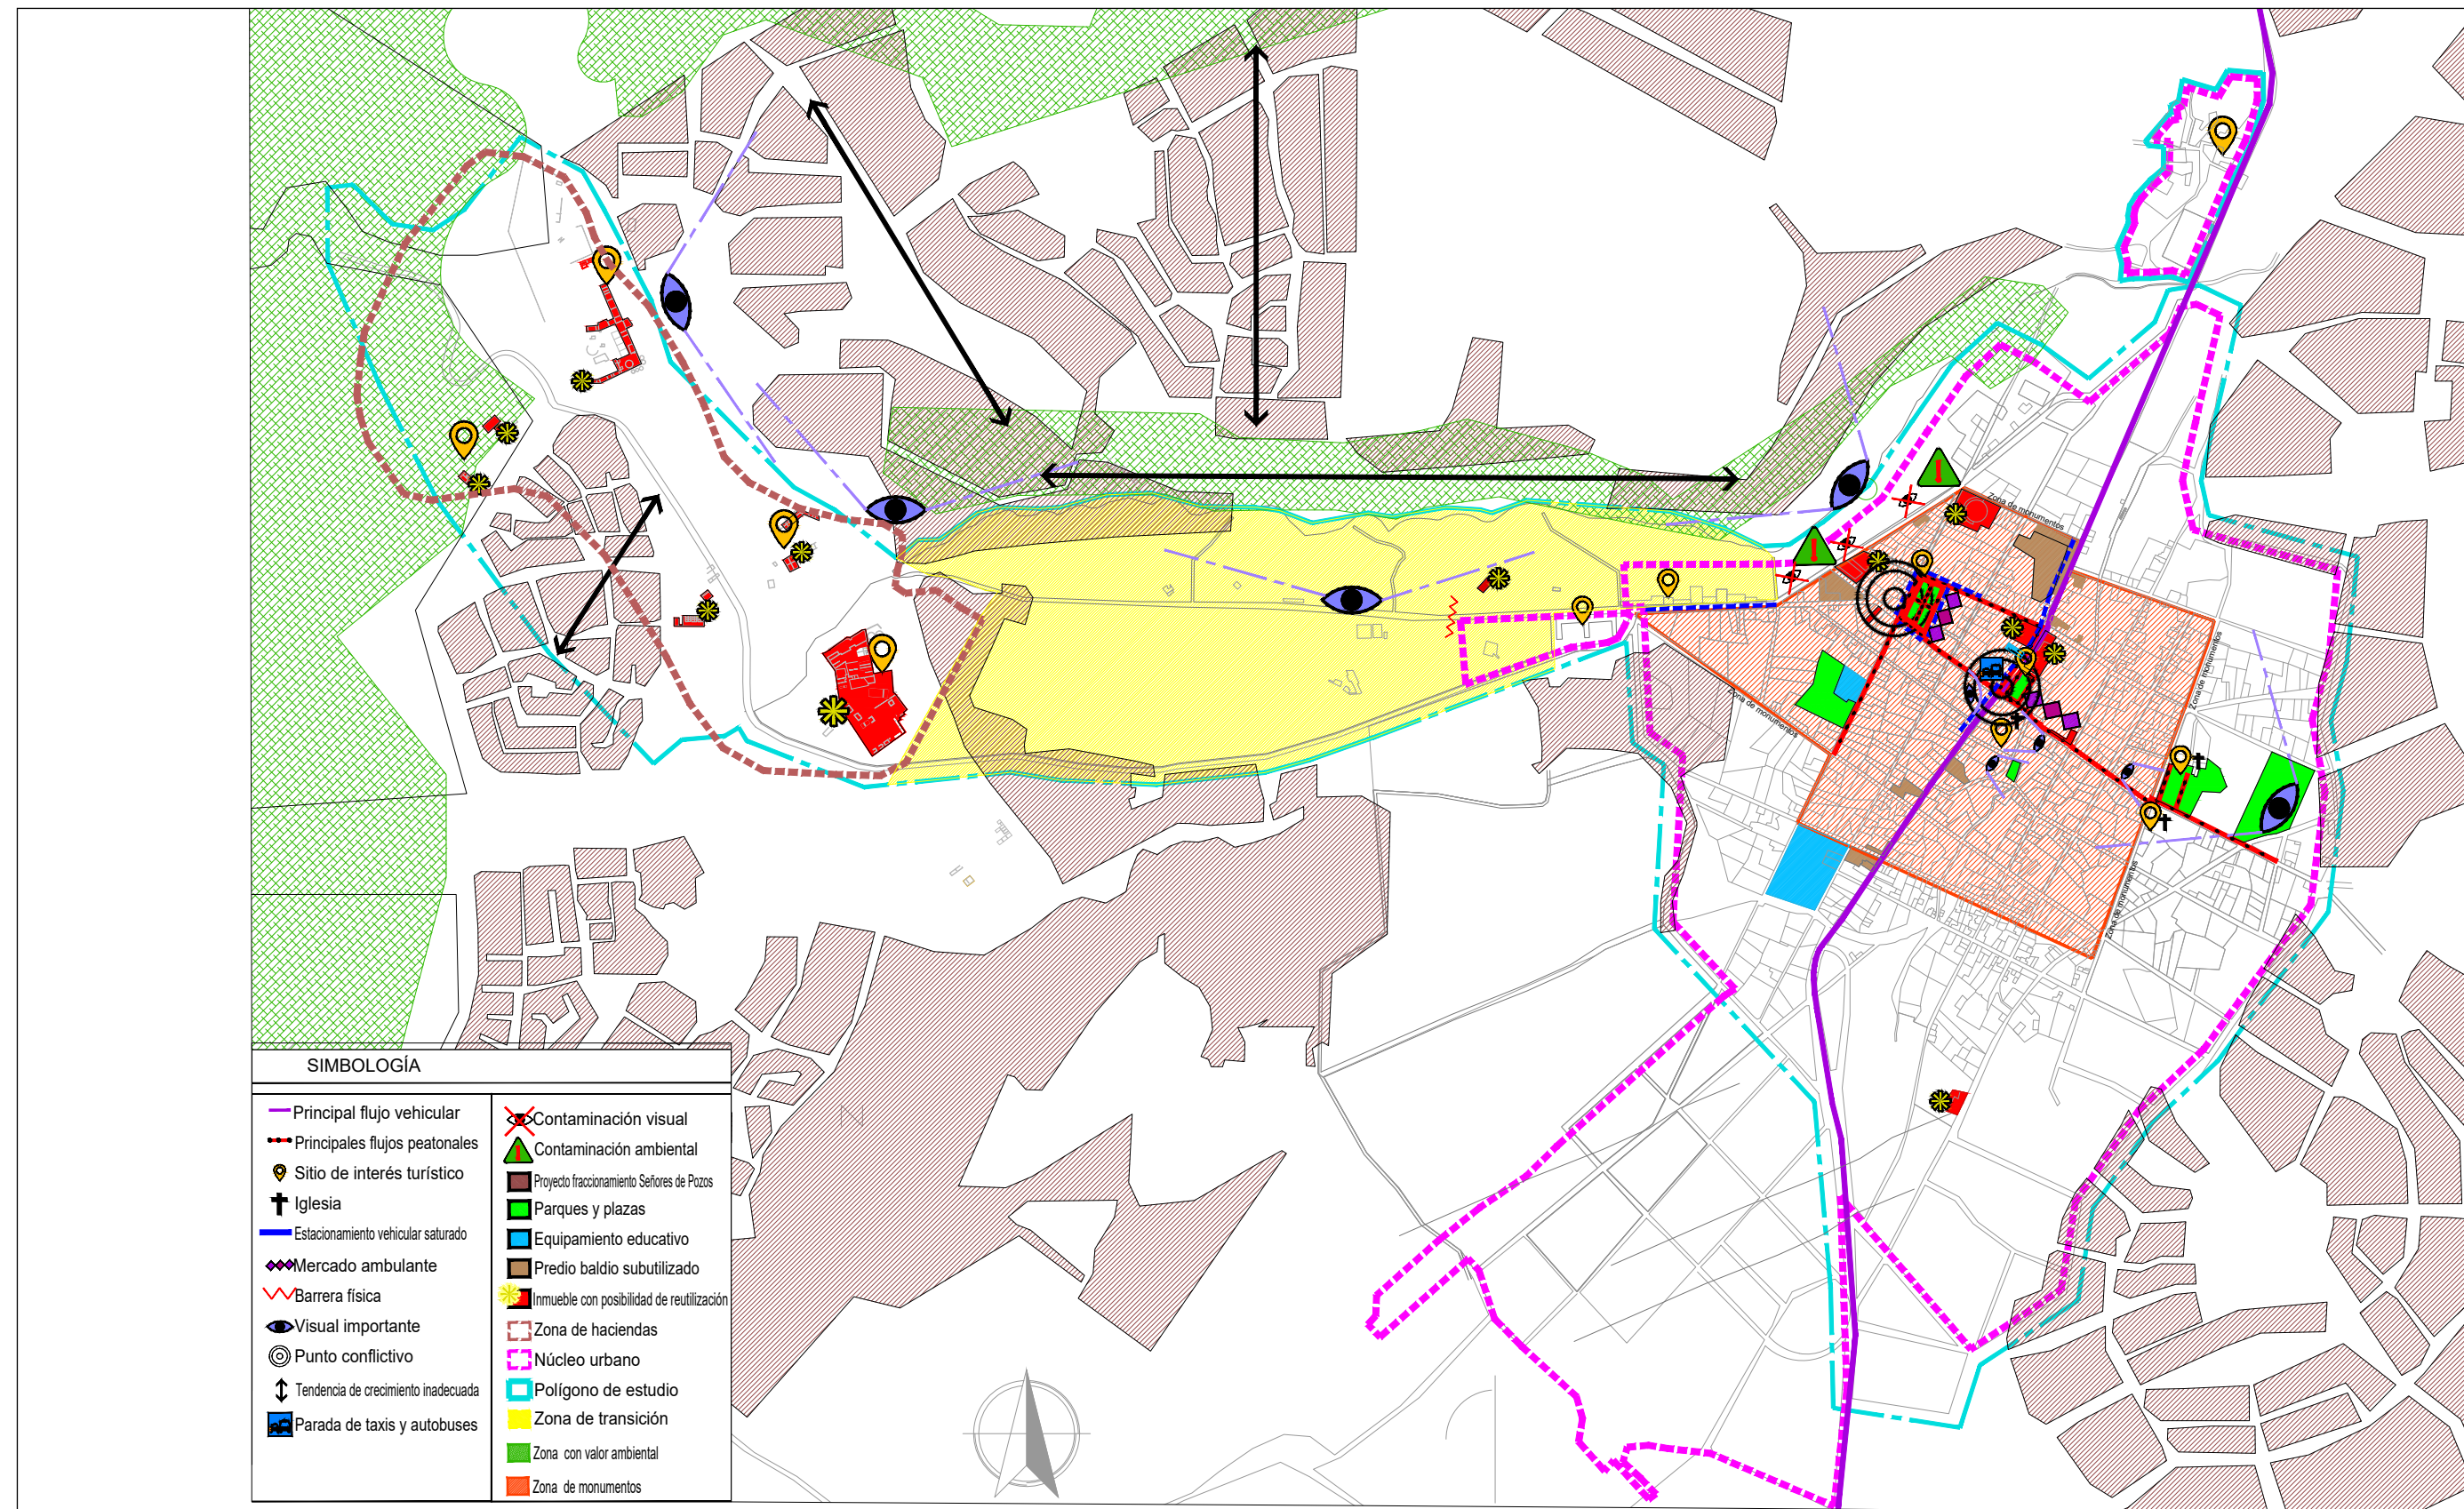 Zona de monumentos
Zona de monumentos
Zona de monumentos
Zona de monumentos
SIMBOLOGÍA
Principal flujo vehicular
Principales flujos peatonales
Sitio de interés turístico
Iglesia
Estacionamiento vehicular saturado
Mercado ambulante
Barrera física
Visual importante
Punto conflictivo
Tendencia de crecimiento inadecuada
Parada de taxis y autobuses
Contaminación visual
Contaminación ambiental
Proyecto fraccionamiento Señores de Pozos
Parques y plazas
Equipamiento educativo
Predio baldio subutilizado
Inmueble con posibilidad de reutilización
Zona de haciendas
Núcleo urbano
Polígono de estudio
Zona de transición
Zona con valor ambiental
Zona de monumentos